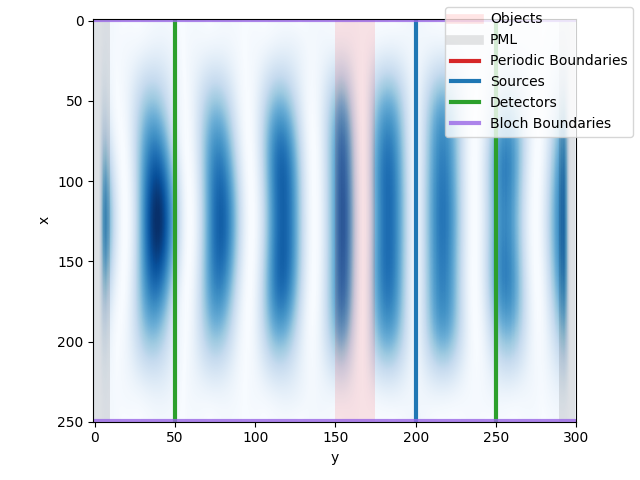 Objects
PML
Periodic Boundaries
Sources
Detectors
Bloch Boundaries
0
50
100
150
200
250
x
0 50 100 150 200 250 300
y